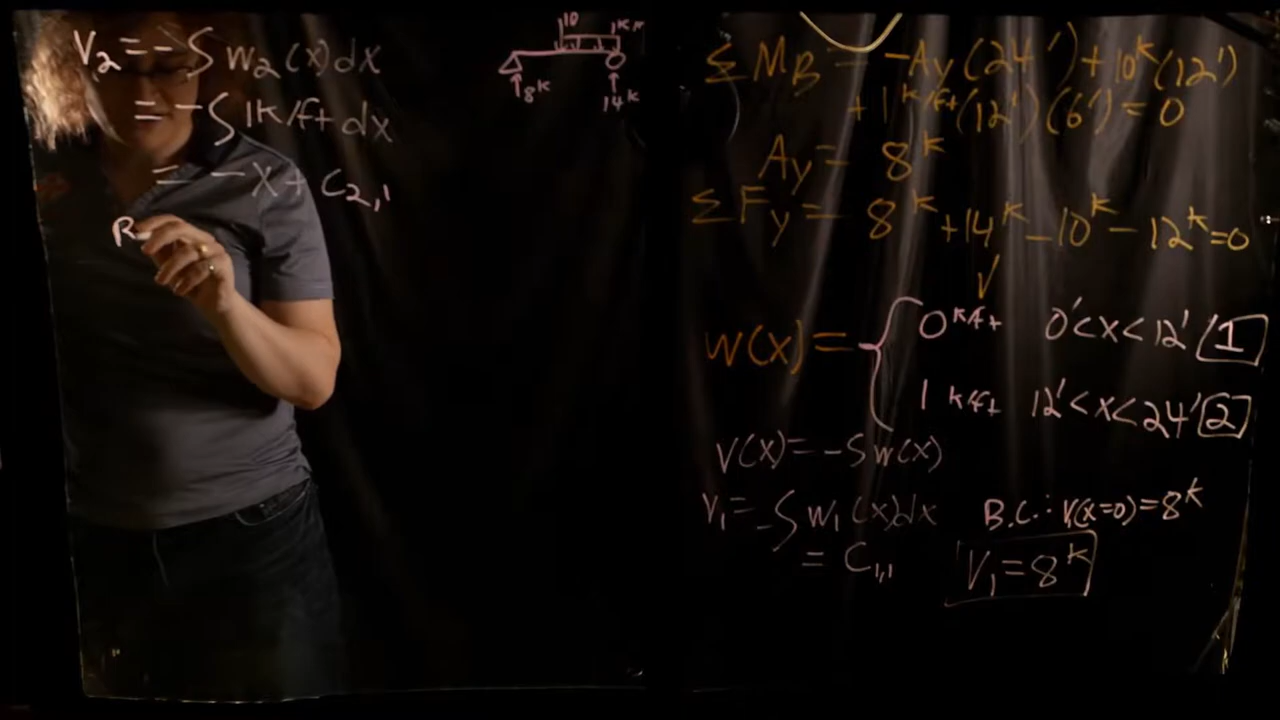 V₂ = -∫ w₂(x)dx
= -∫ 1k/ft dx
= -x + C₂,₁
B
10 1k/f
8ᵏ 14ᵏ
ΣM_B = -Ay(24') + 10ᵏ(12')
+ 1ᵏ/ft(12')(6') = 0
Ay = 8ᵏ
ΣFy = 8ᵏ + 14ᵏ - 10ᵏ - 12ᵏ = 0
√
w(x) = { 0 k/ft 0' < x < 12' 1
1 k/ft 12' < x < 24' 2
V(x) = -∫ w(x)
V₁ = -∫ w₁(x)dx B.C.: V(x=0) = 8ᵏ
= C₁,₁ V₁ = 8ᵏ